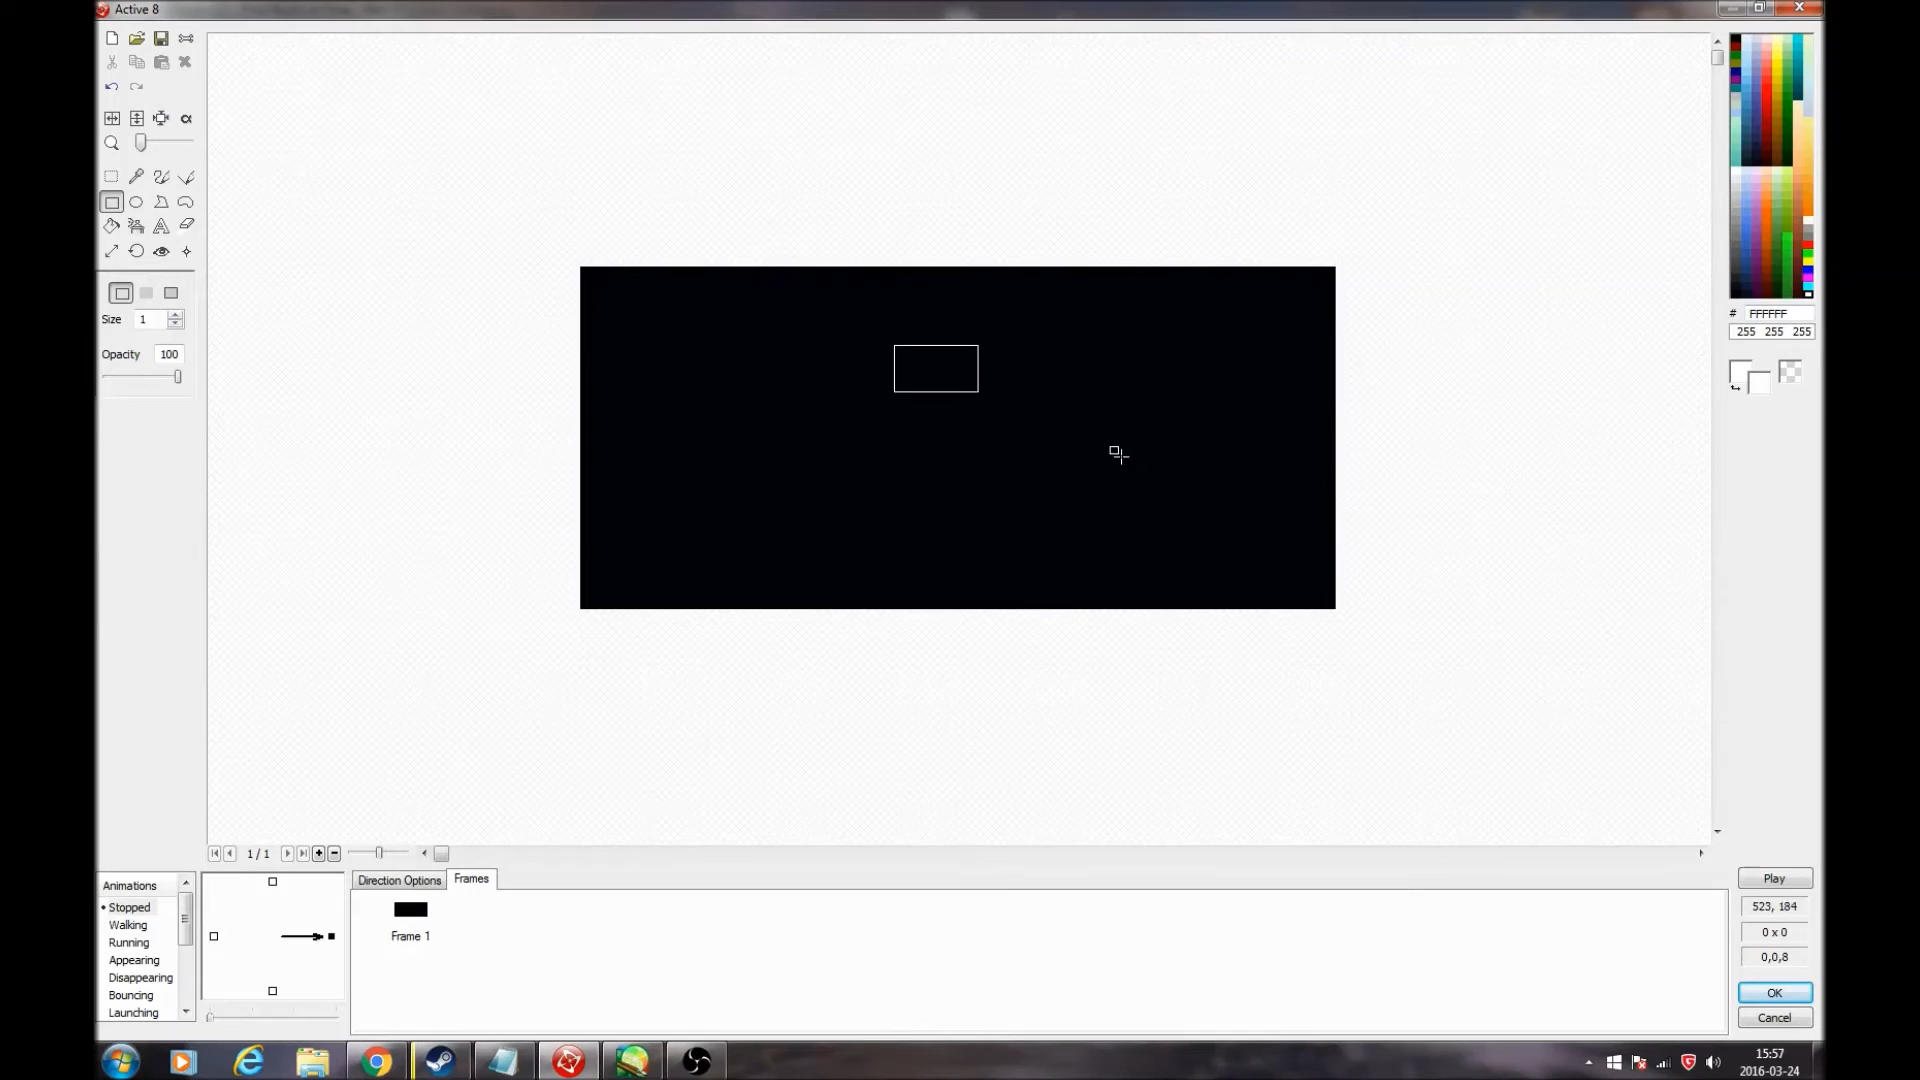 Active 8
Size 1
Opacity 100
# FFFFFF
255 255 255
1 / 1
Animations
Stopped
Walking
Running
Appearing
Disappearing
Bouncing
Launching
Direction Options
Frames
Frame 1
Play
523, 184
0 x 0
0,0,8
OK
Cancel
15:57
2016-03-24